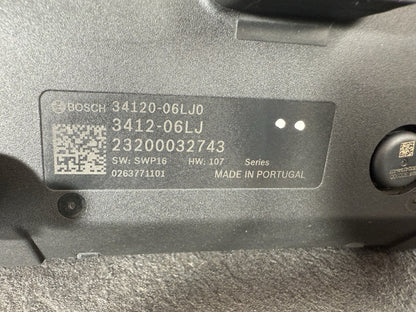 BOSCH 34120-06LJ0
3412-06LJ
23200032743
SW: SWP16 HW: 107 Series
0263771101 MADE IN PORTUGAL